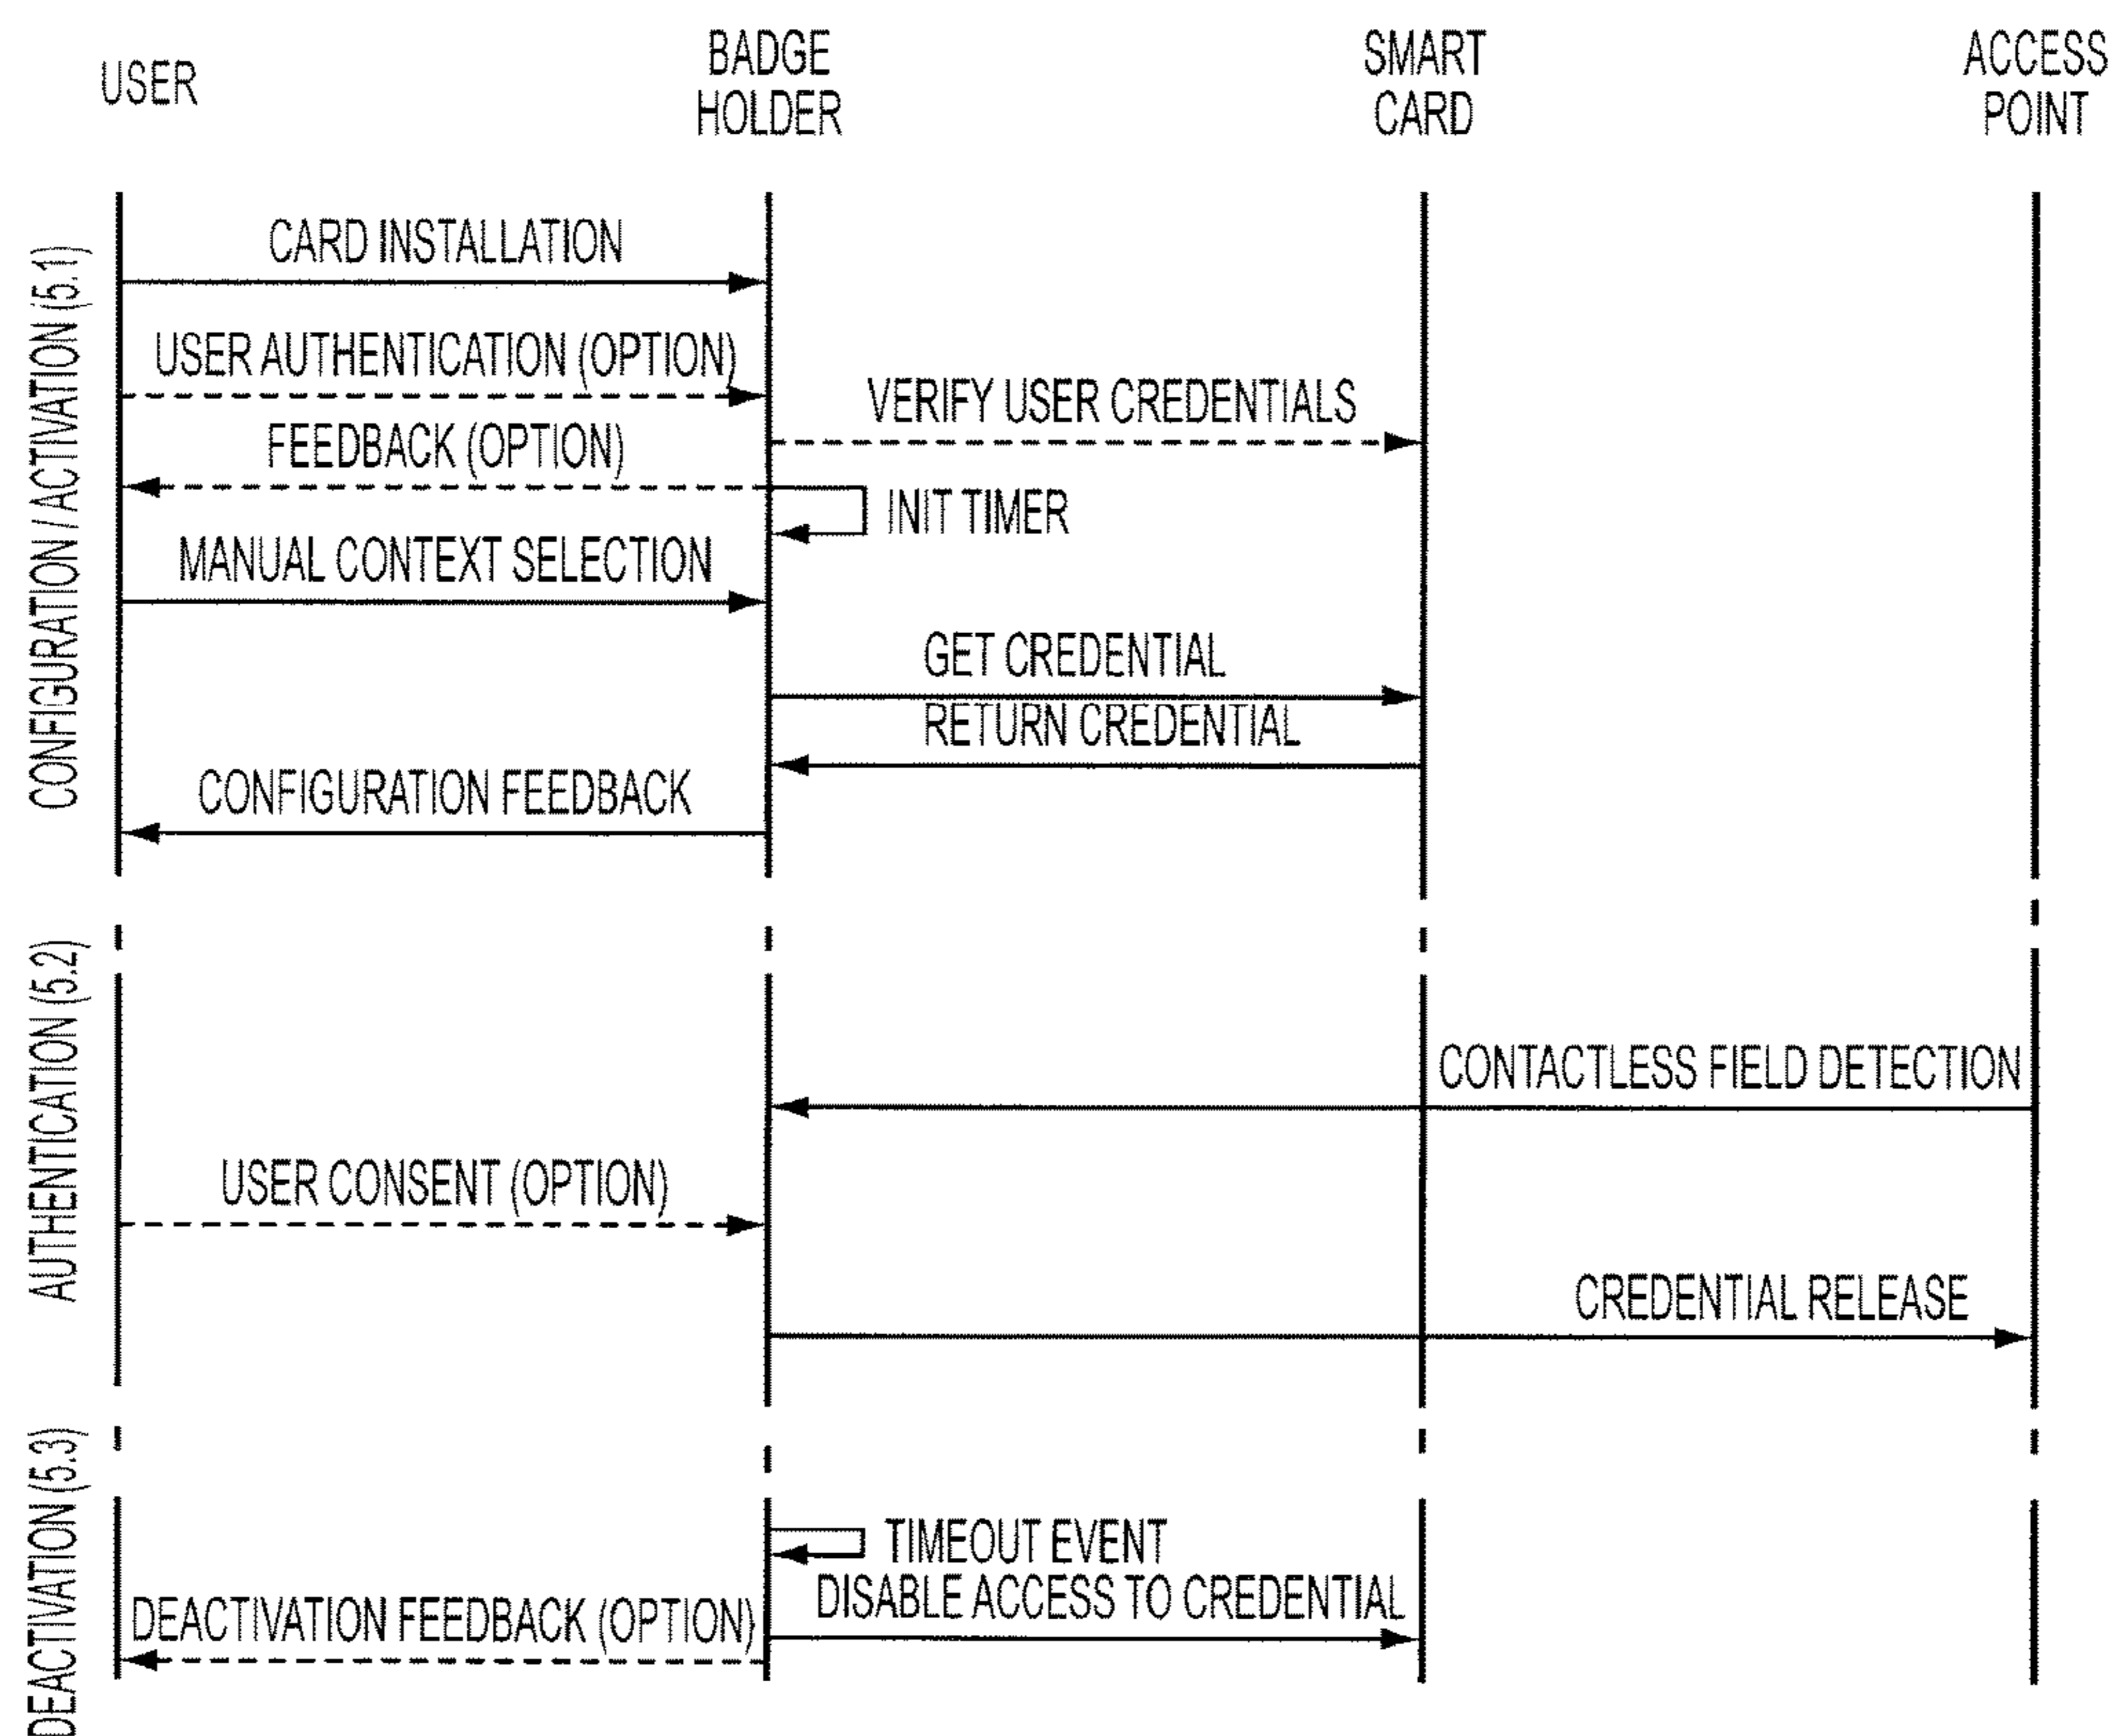 USER
BADGE
HOLDER
SMART
CARD
ACCESS
POINT
CONFIGURATION / ACTIVATION (5.1)
CARD INSTALLATION
USER AUTHENTICATION (OPTION)
VERIFY USER CREDENTIALS
FEEDBACK (OPTION)
INIT TIMER
MANUAL CONTEXT SELECTION
GET CREDENTIAL
RETURN CREDENTIAL
CONFIGURATION FEEDBACK
AUTHENTICATION (5.2)
CONTACTLESS FIELD DETECTION
USER CONSENT (OPTION)
CREDENTIAL RELEASE
DEACTIVATION (5.3)
TIMEOUT EVENT
DISABLE ACCESS TO CREDENTIAL
DEACTIVATION FEEDBACK (OPTION)